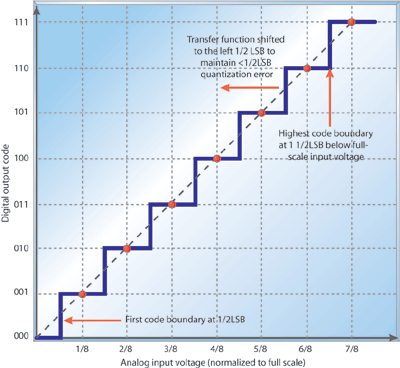 111
Transfer function shifted
to the left 1/2 LSB to
maintain <1/2LSB
quantization error
110
Highest code boundary
at 1 1/2LSB below full-
scale input voltage
101
100
Digital output code
011
010
001
First code boundary at 1/2LSB
000
1/8 2/8 3/8 4/8 5/8 6/8 7/8
Analog input voltage (normalized to full scale)